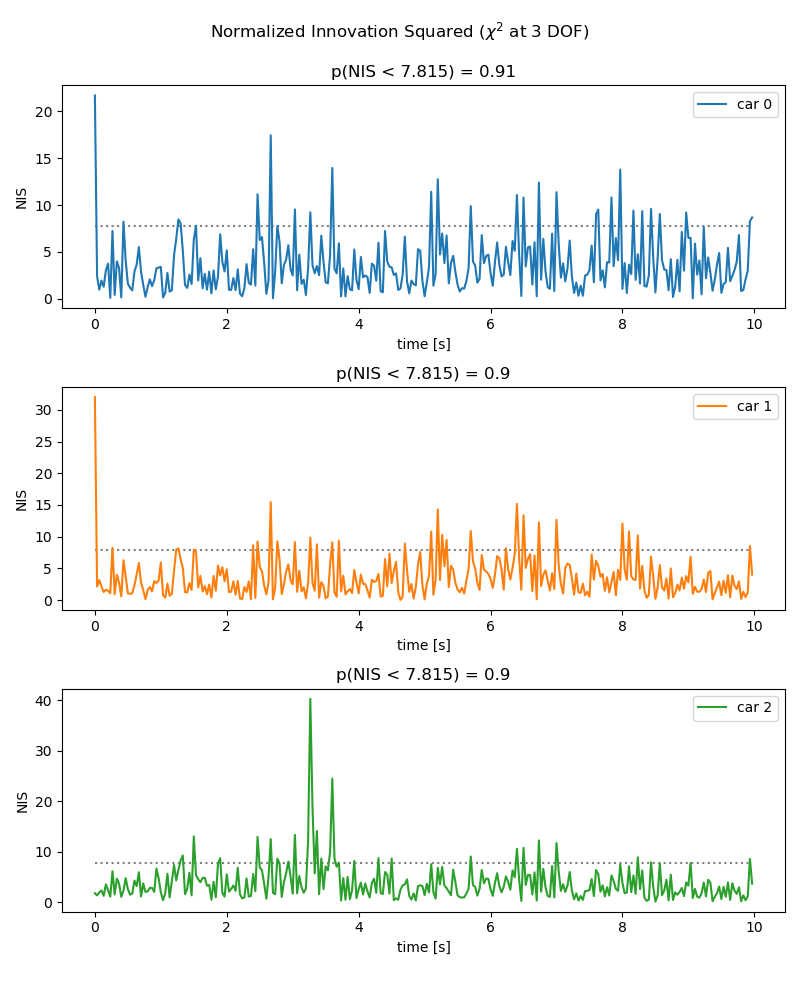 Normalized Innovation Squared (χ² at 3 DOF)
p(NIS < 7.815) = 0.91
20
15
10
5
0
NIS
car 0
0 2 4 6 8 10
time [s]
p(NIS < 7.815) = 0.9
30
25
20
15
10
5
0
NIS
car 1
0 2 4 6 8 10
time [s]
p(NIS < 7.815) = 0.9
40
30
20
10
0
NIS
car 2
0 2 4 6 8 10
time [s]